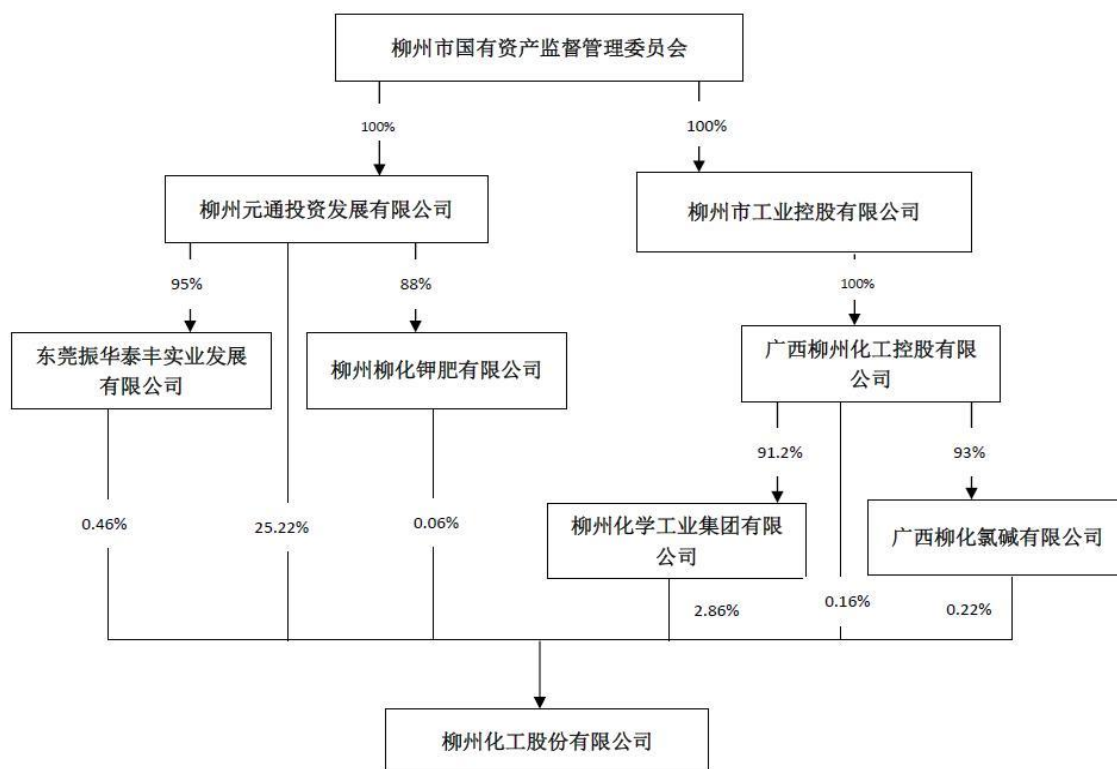 柳州市国有资产监督管理委员会
100%
100%
柳州元通投资发展有限公司
柳州市工业控股有限公司
95%
88%
100%
东莞振华泰丰实业发展
有限公司
柳州柳化钾肥有限公司
广西柳州化工控股有限
公司
91.2%
93%
0.46%
25.22%
0.06%
柳州化学工业集团有限
公司
广西柳化氯碱有限公司
2.86%
0.16%
0.22%
柳州化工股份有限公司